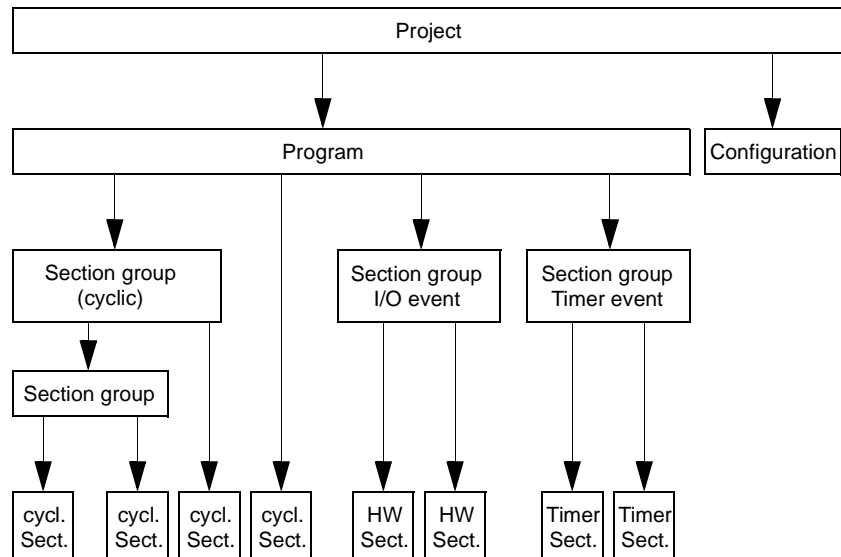 Project
Program
Configuration
Section group
(cyclic)
Section group
I/O event
Section group
Timer event
Section group
cycl.
Sect.
cycl.
Sect.
cycl.
Sect.
cycl.
Sect.
HW
Sect.
HW
Sect.
Timer
Sect.
Timer
Sect.